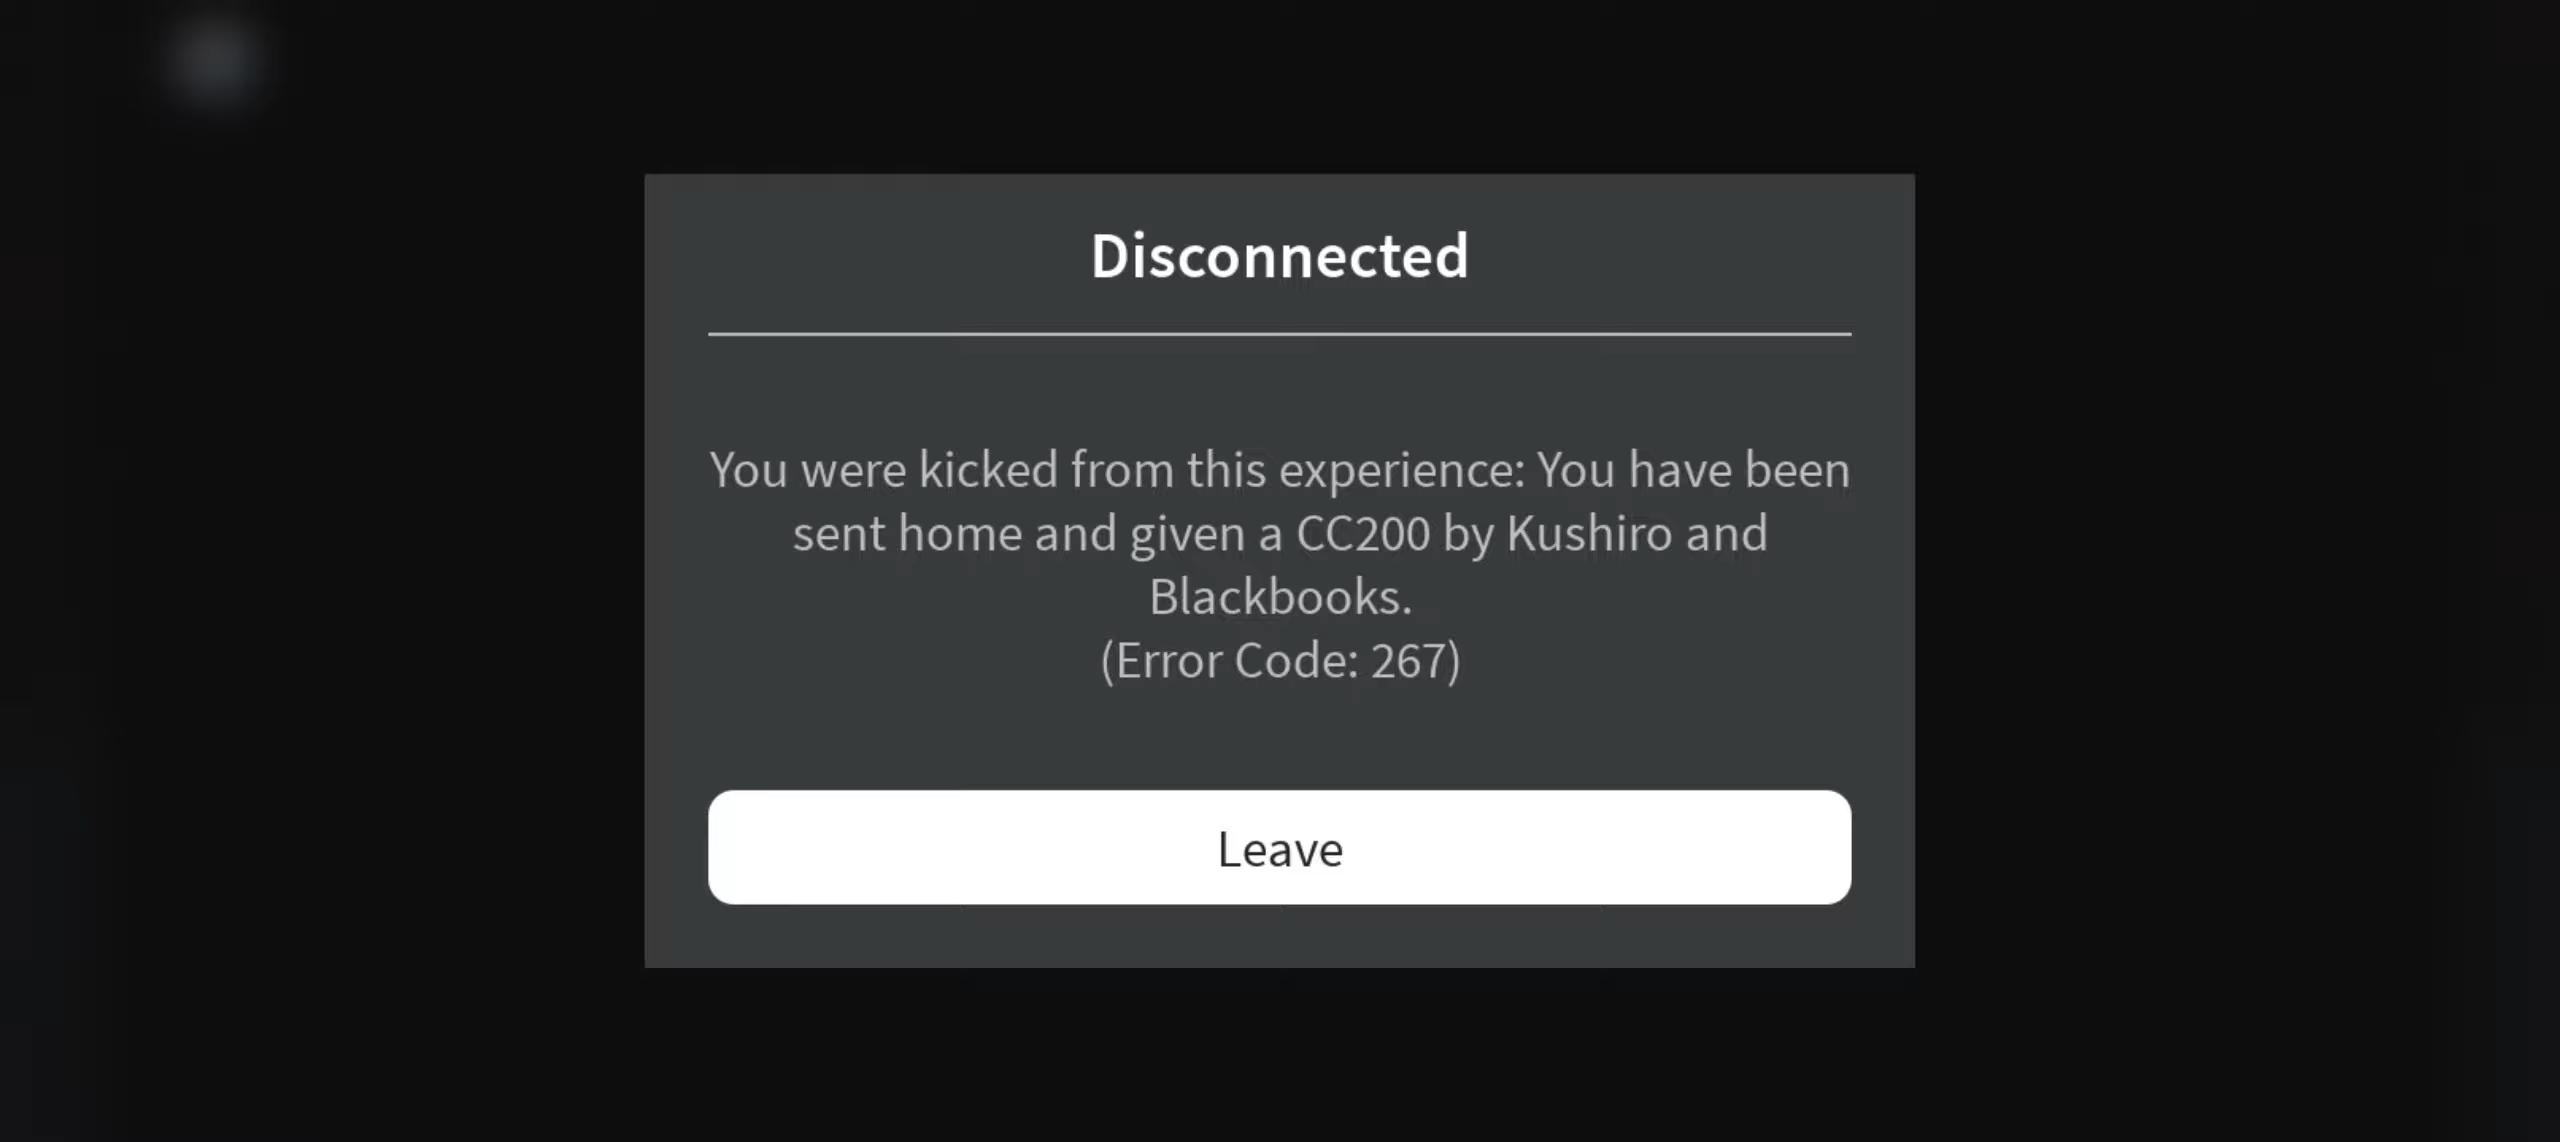 Disconnected
You were kicked from this experience: You have been
sent home and given a CC200 by Kushiro and
Blackbooks.
(Error Code: 267)
Leave